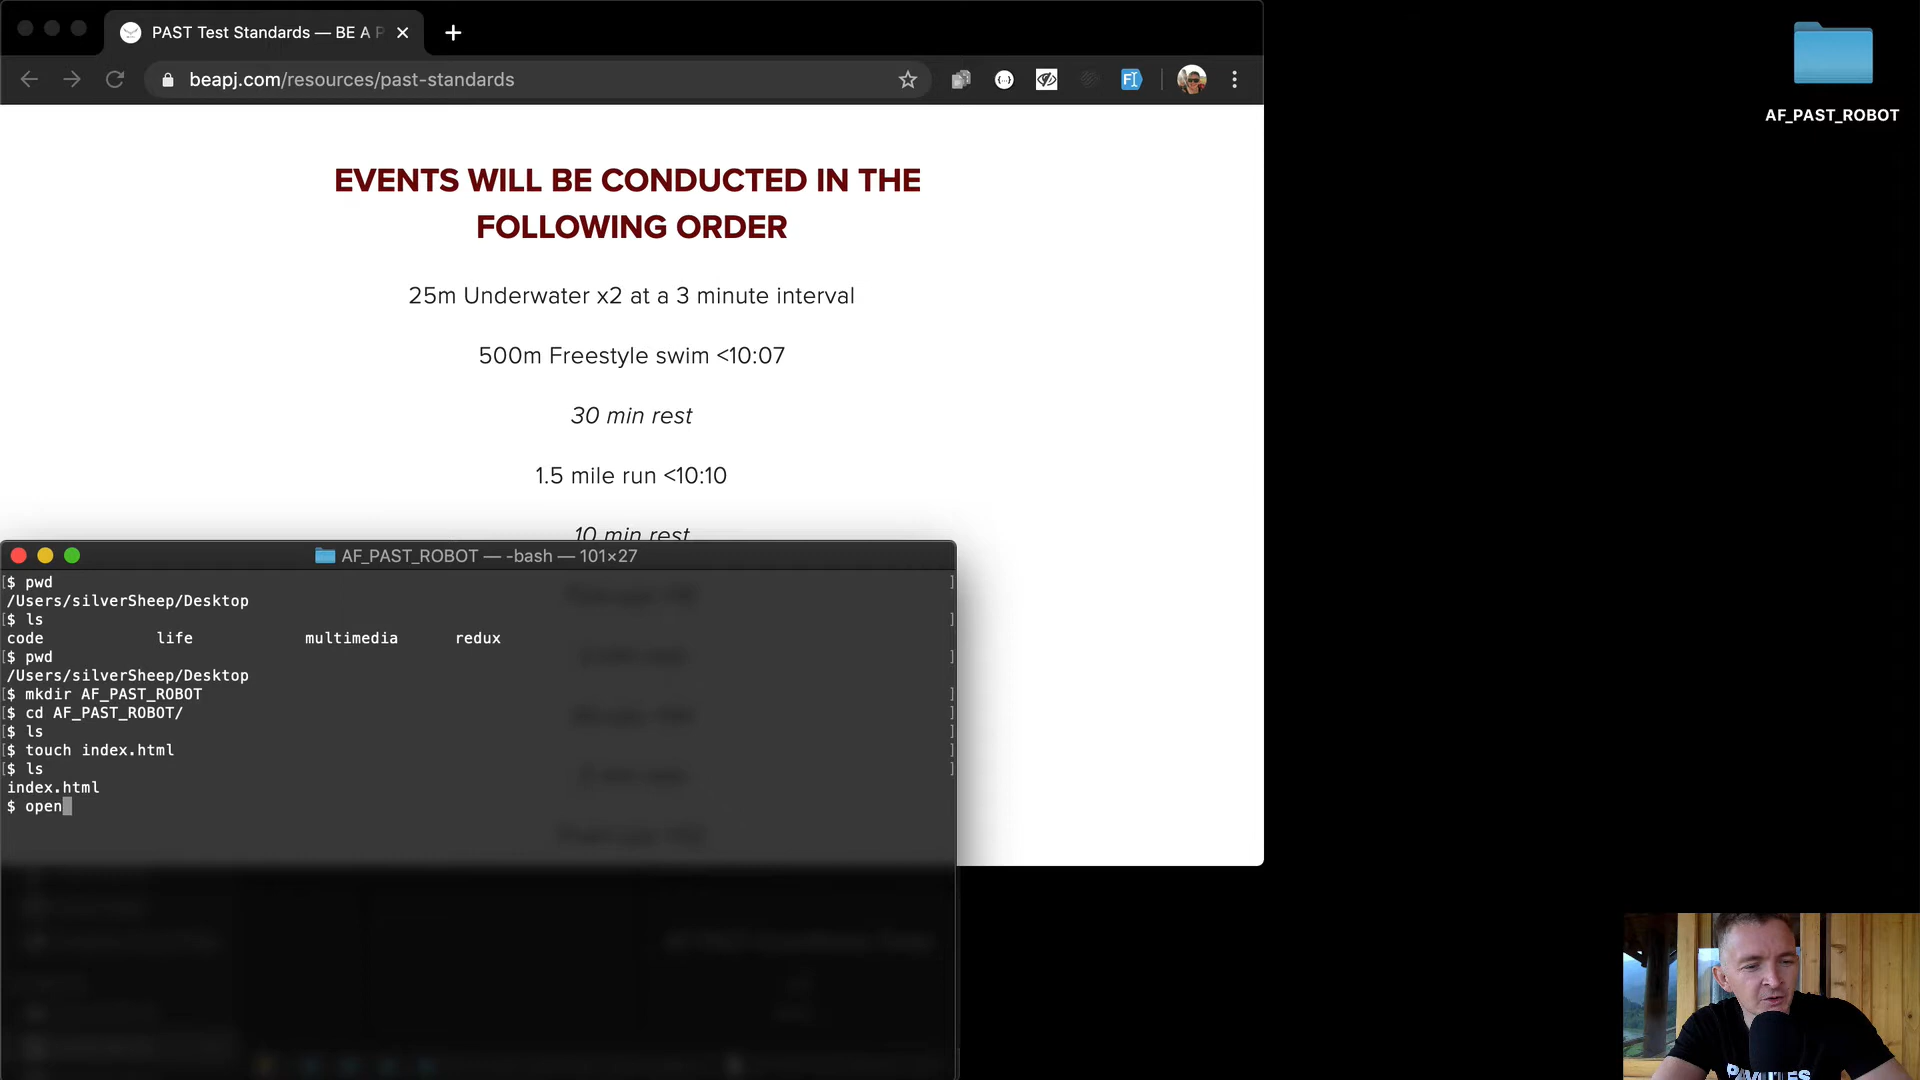 PAST Test Standards — BE A P
beapj.com/resources/past-standards
AF_PAST_ROBOT
EVENTS WILL BE CONDUCTED IN THE
FOLLOWING ORDER
25m Underwater x2 at a 3 minute interval
500m Freestyle swim <10:07
30 min rest
1.5 mile run <10:10
10 min rest
AF_PAST_ROBOT — -bash — 101×27
[$ pwd ]
/Users/silverSheep/Desktop
[$ ls ]
code life multimedia redux
[$ pwd ]
/Users/silverSheep/Desktop
[$ mkdir AF_PAST_ROBOT ]
[$ cd AF_PAST_ROBOT/ ]
[$ ls ]
[$ touch index.html ]
[$ ls ]
index.html
$ open